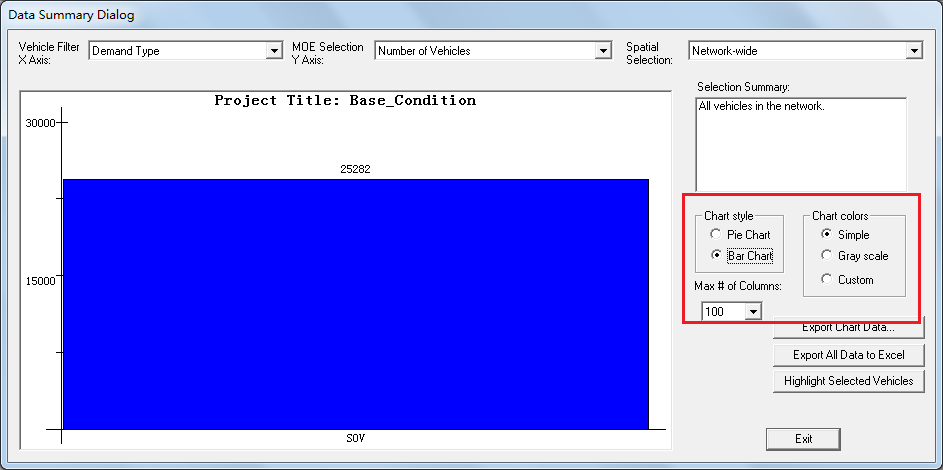 Data Summary Dialog
Vehicle Filter
X Axis:
Demand Type
MOE Selection
Y Axis:
Number of Vehicles
Spatial
Selection:
Network-wide
Project Title: Base_Condition
30000
25282
15000
SOV
Selection Summary:
All vehicles in the network.
Chart style
Pie Chart
Bar Chart
Chart colors
Simple
Gray scale
Custom
Max # of Columns:
100
Export Chart Data...
Export All Data to Excel
Highlight Selected Vehicles
Exit